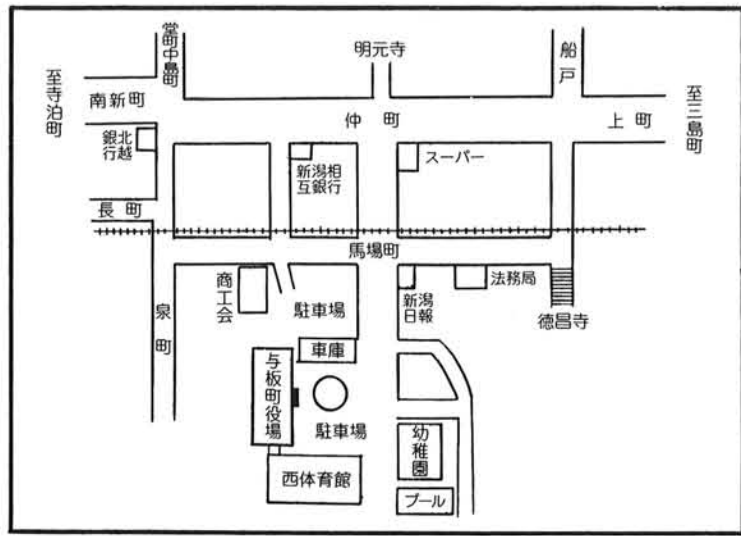 堂町中島町
明元寺
船戸
至寺泊町
南新町
仲町
上町
至三島町
北越
銀行
新潟相
互銀行
スーパー
長町
馬場町
商工会
駐車場
新潟
日報
法務局
徳昌寺
泉町
車庫
与板町役場
駐車場
幼稚園
西体育館
プール